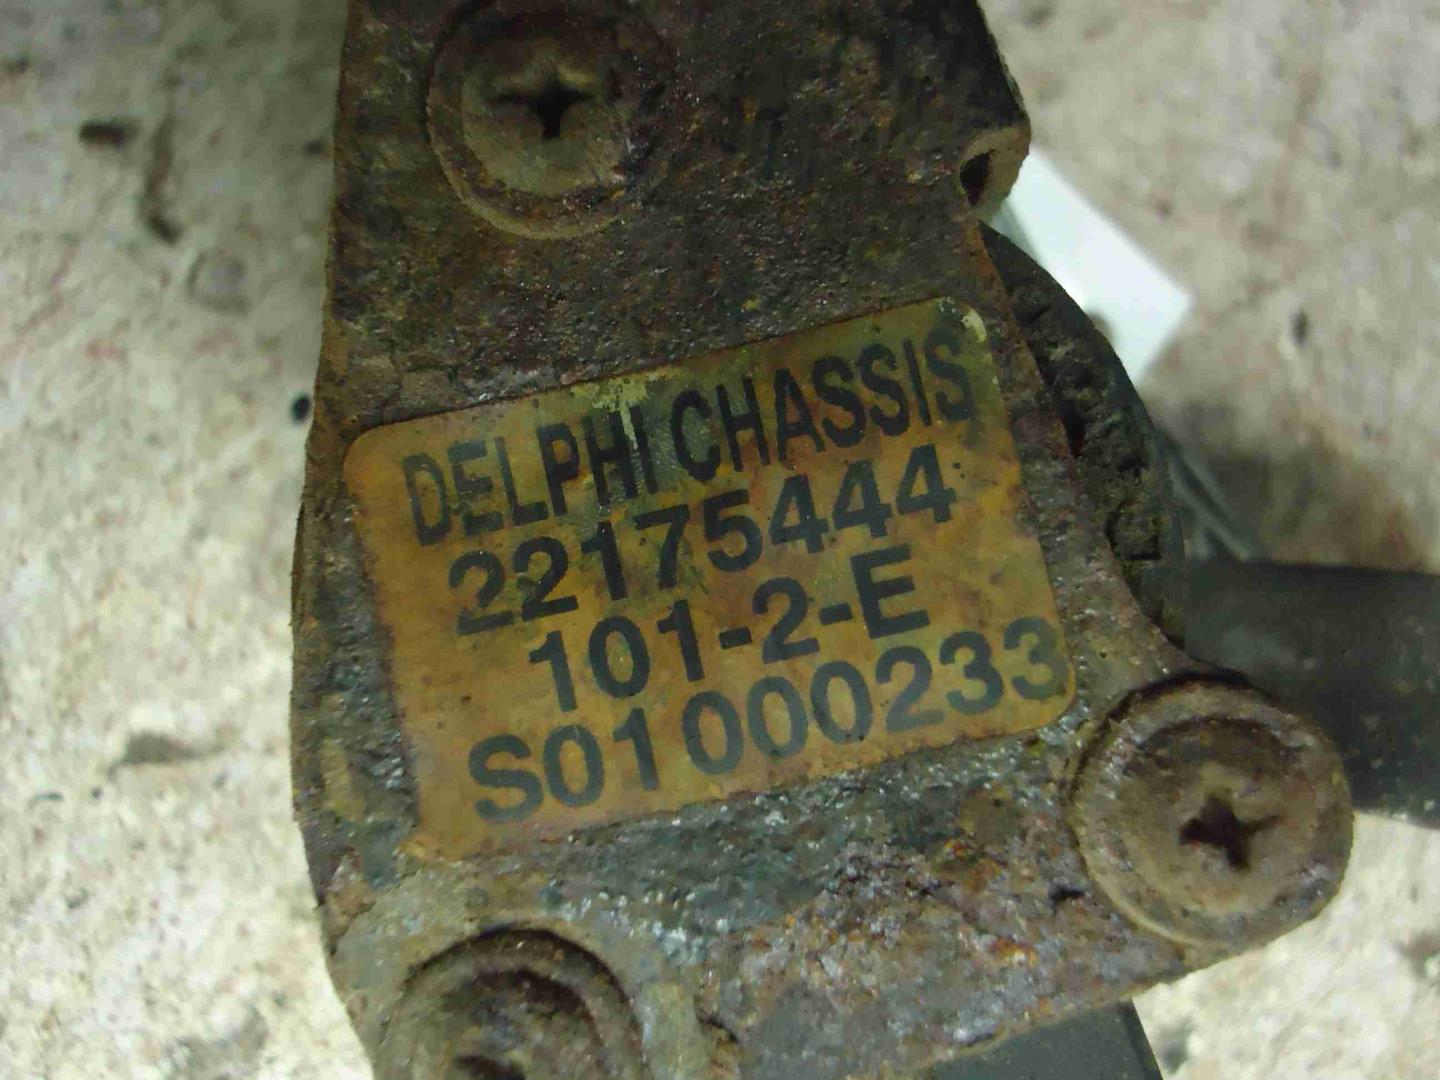 DELPHI CHASSIS
22175444
101-2-E
S01000233